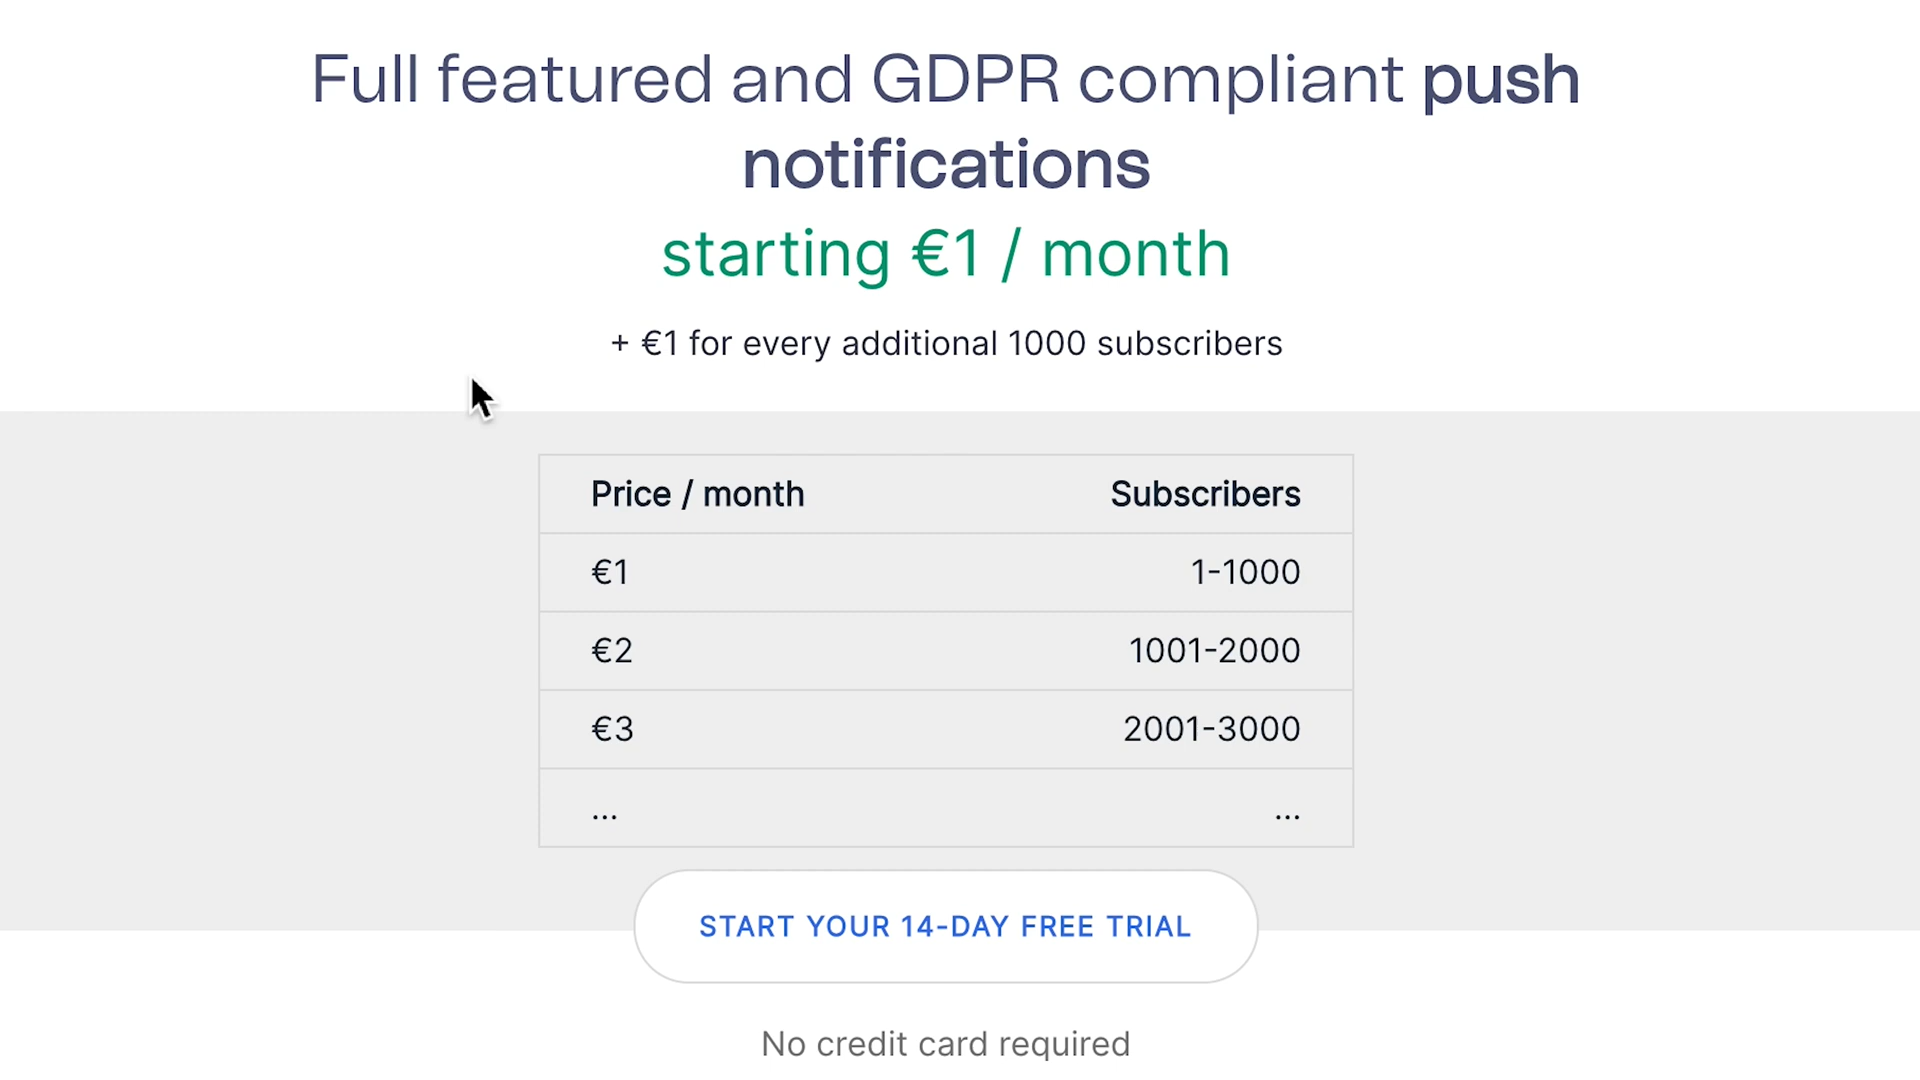 Full featured and GDPR compliant push
notifications
starting €1 / month
+ €1 for every additional 1000 subscribers
Price / month Subscribers
€1 1-1000
€2 1001-2000
€3 2001-3000
... ...
START YOUR 14-DAY FREE TRIAL
No credit card required